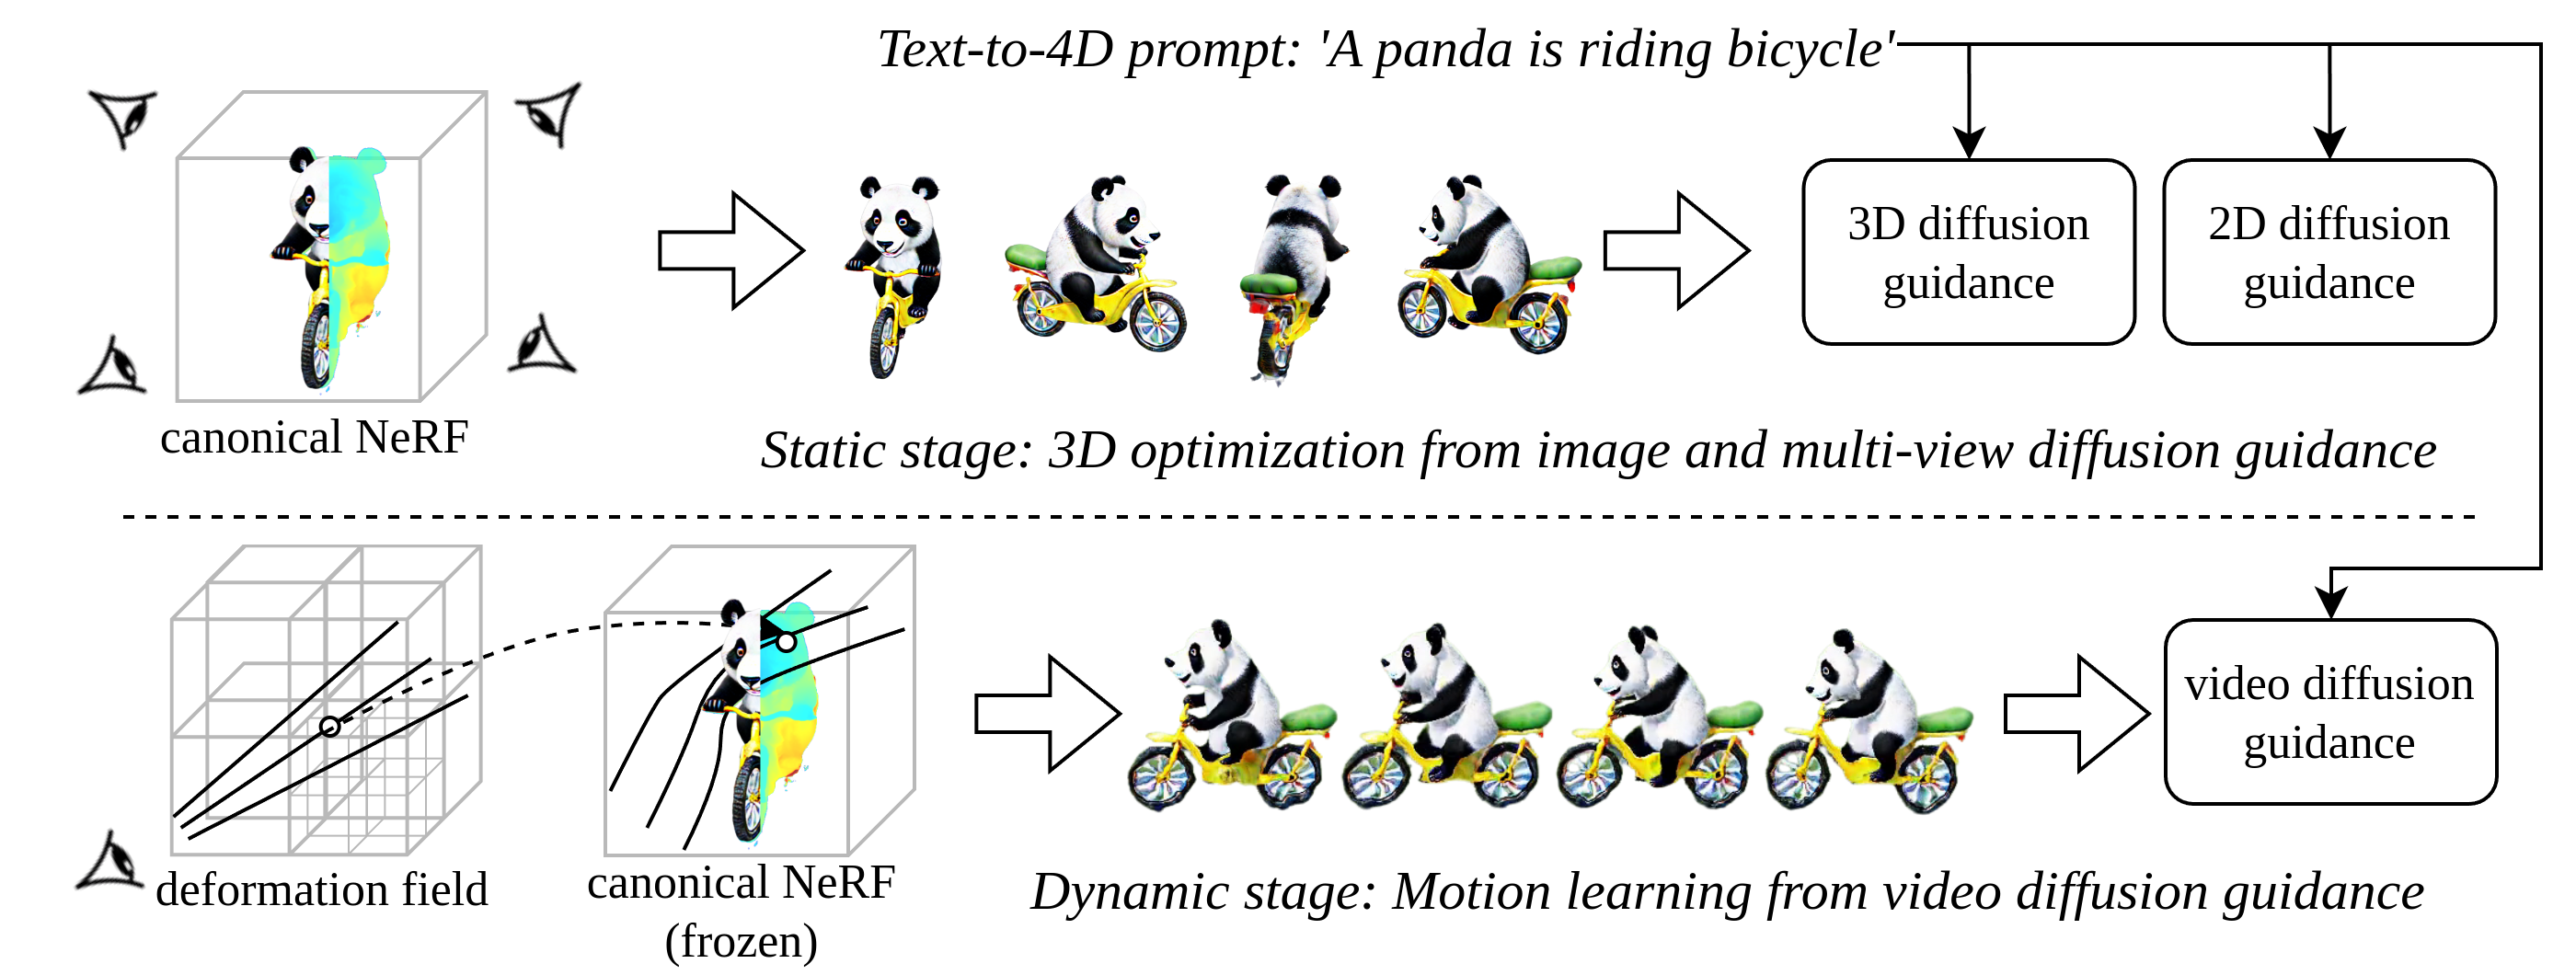 Text-to-4D prompt: 'A panda is riding bicycle'
3D diffusion
guidance
2D diffusion
guidance
canonical NeRF
Static stage: 3D optimization from image and multi-view diffusion guidance
video diffusion
guidance
deformation field
canonical NeRF
(frozen)
Dynamic stage: Motion learning from video diffusion guidance